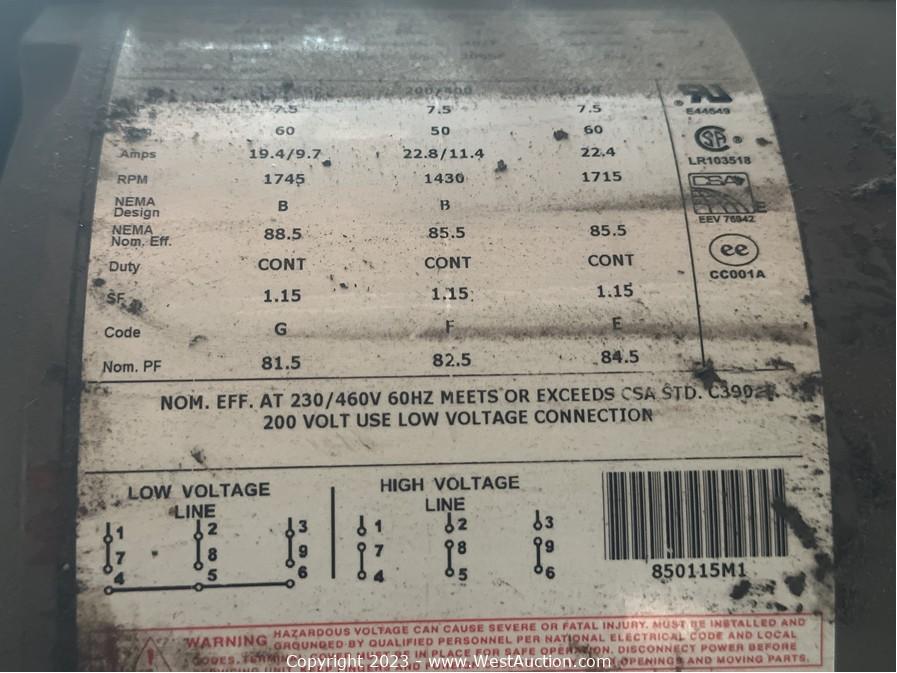 7.5 7.5 7.5
60 50 60
Amps 19.4/9.7 22.8/11.4 22.4
RPM 1745 1430 1715
NEMA Design B B
NEMA Nom. Eff. 88.5 85.5 85.5
Duty CONT CONT CONT
SF 1.15 1.15 1.15
Code G F E
Nom. PF 81.5 82.5 84.5
E44549
SA ®
LR103518
EEV 76042
ee
CC001A
NOM. EFF. AT 230/460V 60HZ MEETS OR EXCEEDS CSA STD. C390
200 VOLT USE LOW VOLTAGE CONNECTION
LOW VOLTAGE
LINE
1 2 3
7 8 9
4 5 6
HIGH VOLTAGE
LINE
1 2 3
7 8 9
4 5 6
850115M1
WARNING HAZARDOUS VOLTAGE CAN CAUSE SEVERE OR FATAL INJURY. MUST BE INSTALLED AND
GROUNDED BY QUALIFIED PERSONNEL PER NATIONAL ELECTRICAL CODE AND LOCAL
CODES. IN PLACE FOR SAFE OPERATION. DISCONNECT POWER BEFORE
OPENINGS AND MOVING PARTS.
Copyright 2023 - www.WestAuction.com